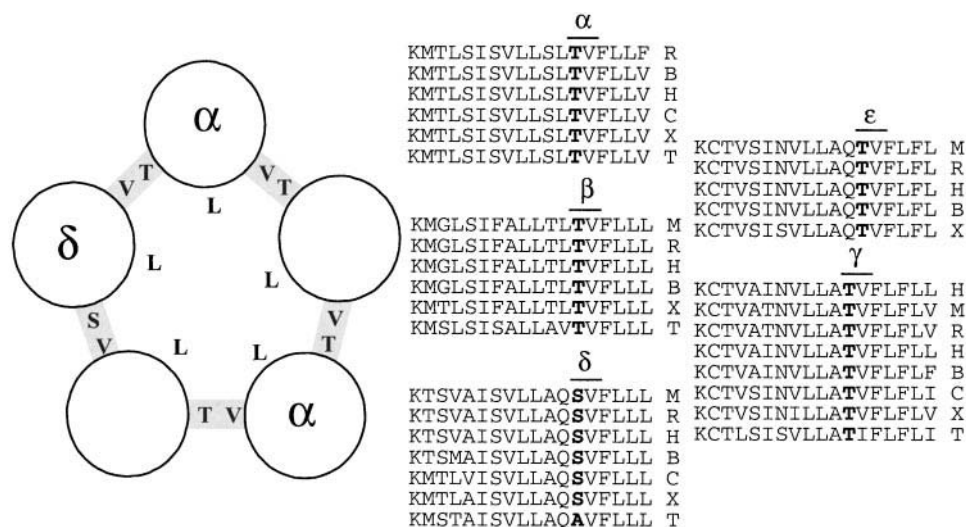 α
V T
V T
L
δ
L
L
S V
V T
L
L
T V
α
α
KMTLSISVLLSLTVFLLF R
KMTLSISVLLSLTVFLLV B
KMTLSISVLLSLTVFLLV H
KMTLSISVLLSLTVFLLV C
KMTLSISVLLSLTVFLLV X
KMTLSISVLLSLTVFLLV T
β
KMGLSIFALLTLTVFLLL M
KMGLSIFALLTLTVFLLL R
KMGLSIFALLTLTVFLLL H
KMGLSIFALLTLTVFLLL B
KMTLSIFALLTLTVFLLL X
KMSLSISALLAVTVFLLL T
δ
KTSVAISVLLAQSVFLLL M
KTSVAISVLLAQSVFLLL R
KTSVAISVLLAQSVFLLL H
KTSMAISVLLAQSVFLLL B
KMTLVISVLLAQSVFLLL C
KMTLAISVLLAQSVFLLL X
KMSTAISVLLAQAVFLLL T
ε
KCTVSINVLLAQTVFLFL M
KCTVSINVLLAQTVFLFL R
KCTVSINVLLAQTVFLFL H
KCTVSINVLLAQTVFLFL B
KCTVSISVLLAQTVFLFL X
γ
KCTVAINVLLATVFLFLL H
KCTVATNVLLATVFLFLV M
KCTVATNVLLATVFLFLV R
KCTVAINVLLATVFLFLL H
KCTVAINVLLATVFLFLF B
KCTVSINVLLATVFLFLI C
KCTVSINILLATVFLFLV X
KCTLSISVLLATIFLFLI T